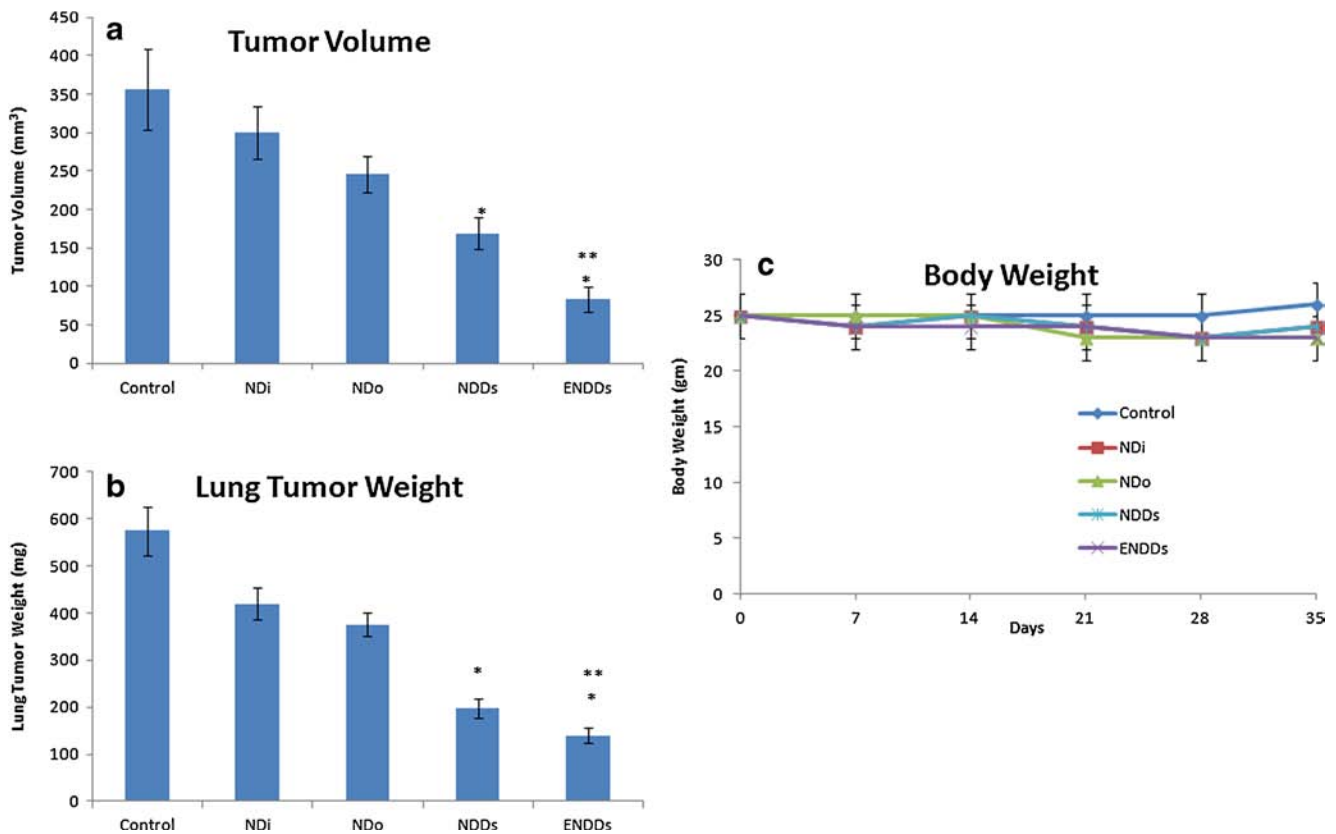 a
Tumor Volume
Tumor Volume (mm³)
450
400
350
300
250
200
150
100
50
0
*
**
*
Control NDi NDo NDDs ENDDs
b
Lung Tumor Weight
Lung Tumor Weight (mg)
700
600
500
400
300
200
100
0
*
**
*
Control NDi NDo NDDs ENDDs
c
Body Weight
Body Weight (gm)
30
25
20
15
10
5
0
Control
NDi
NDo
NDDs
ENDDs
0 7 14 21 28 35
Days